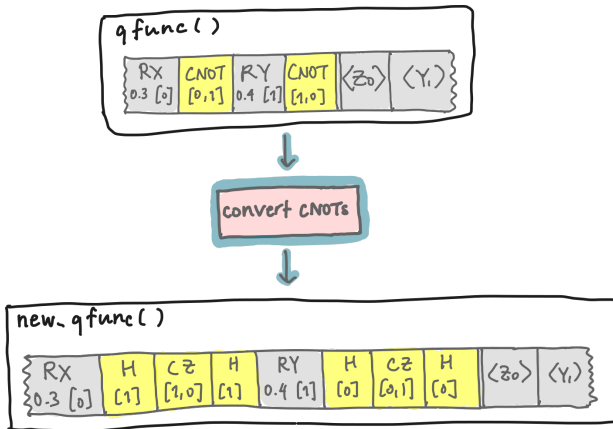 qfunc()
RX CNOT RY CNOT ⟨Z₀⟩ ⟨Y₁⟩
0.3 [0] [0,1] 0.4 [1] [1,0]
convert CNOTs
new_qfunc()
RX H CZ H RY H CZ H ⟨Z₀⟩ ⟨Y₁⟩
0.3 [0] [1] [1,0] [1] 0.4 [1] [0] [0,1] [0]